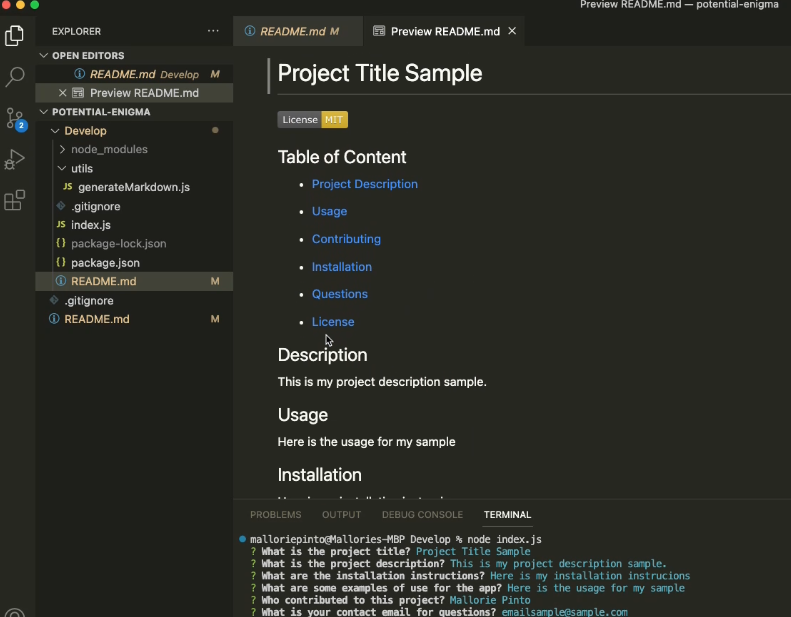 Preview README.md — potential-enigma
EXPLORER ...
README.md M
Preview README.md
OPEN EDITORS
README.md Develop M
Preview README.md
POTENTIAL-ENIGMA
Develop
node_modules
utils
JS generateMarkdown.js
.gitignore
JS index.js
{} package-lock.json
{} package.json
README.md M
.gitignore
README.md M
2
Project Title Sample
License MIT
Table of Content
• Project Description
• Usage
• Contributing
• Installation
• Questions
• License
Description
This is my project description sample.
Usage
Here is the usage for my sample
Installation
PROBLEMS OUTPUT DEBUG CONSOLE TERMINAL
malloriepinto@Mallories-MBP Develop % node index.js
? What is the project title? Project Title Sample
? What is the project description? This is my project description sample.
? What are the installation instructions? Here is my installation instrucions
? What are some examples of use for the app? Here is the usage for my sample
? Who contributed to this project? Mallorie Pinto
? What is your contact email for questions? emailsample@sample.com